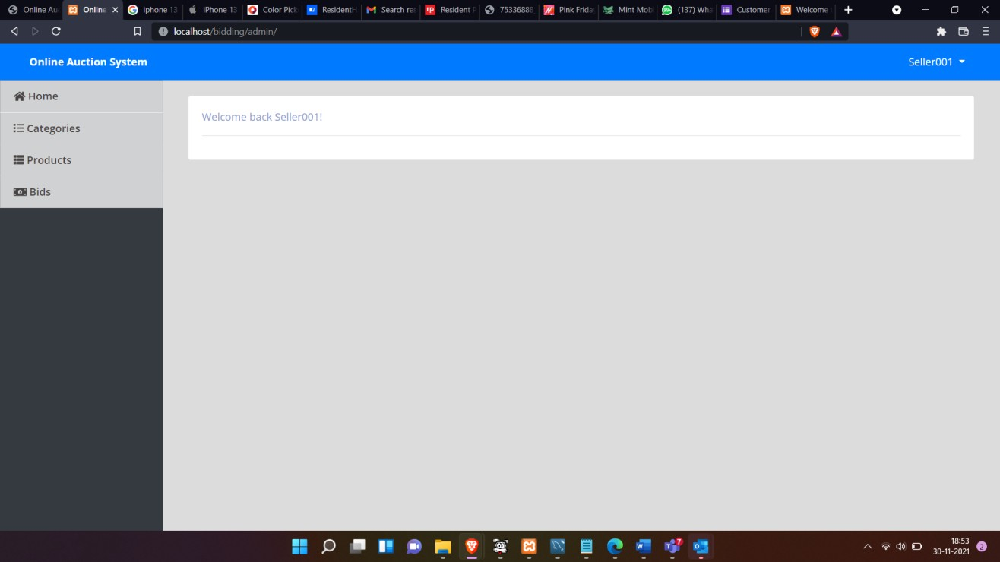 Online Au Online iphone 13 iPhone 13 Color Pick ResidentH Search res Resident P 75336888 Pink Frida Mint Mob (137) Wha Customer Welcome
localhost/bidding/admin/
Online Auction System Seller001
Home
Categories
Products
Bids
Welcome back Seller001!
18:53
30-11-2021
7
2